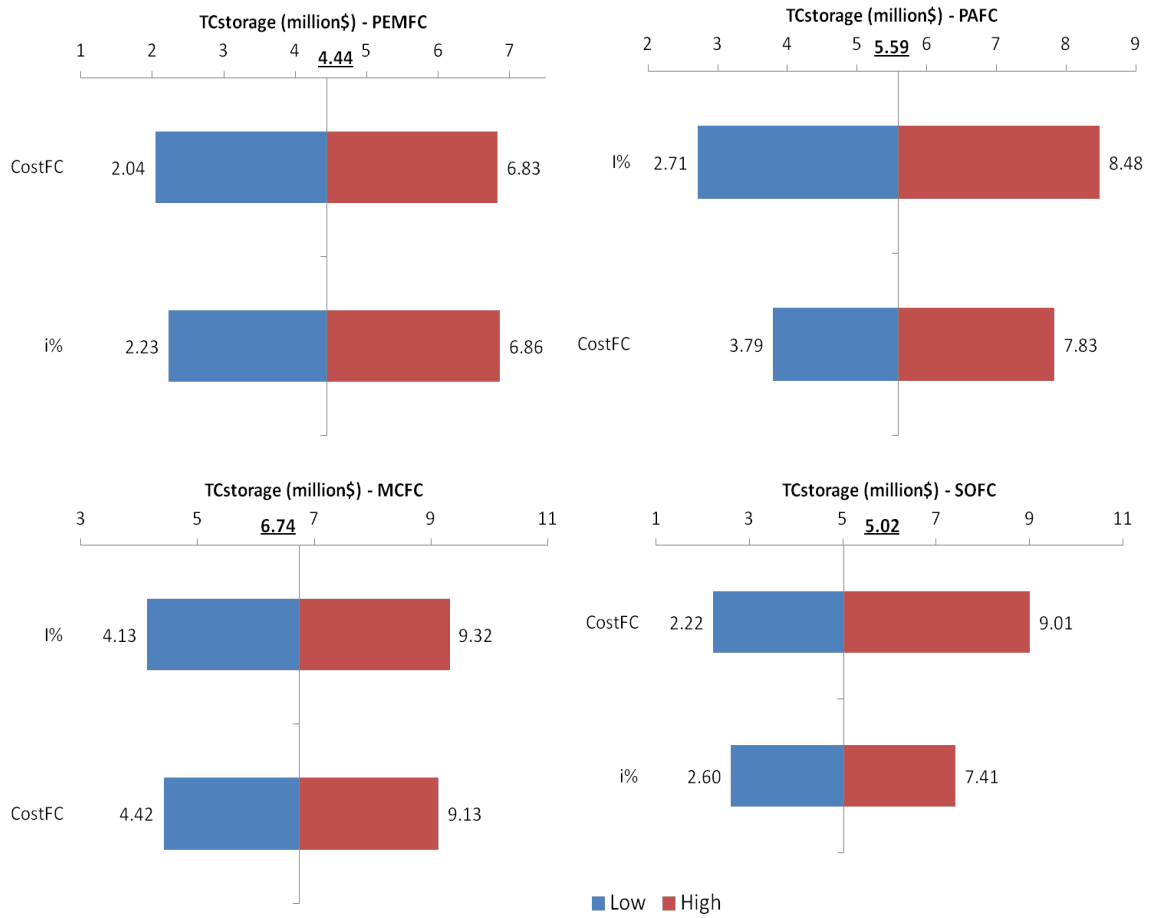 TCstorage (million$) - PEMFC
1 2 3 4 5 6 7
4.44
CostFC 2.04 6.83
i% 2.23 6.86
TCstorage (million$) - PAFC
2 3 4 5 6 7 8 9
5.59
I% 2.71 8.48
CostFC 3.79 7.83
TCstorage (million$) - MCFC
3 5 7 9 11
6.74
I% 4.13 9.32
CostFC 4.42 9.13
TCstorage (million$) - SOFC
1 3 5 7 9 11
5.02
CostFC 2.22 9.01
i% 2.60 7.41
Low High